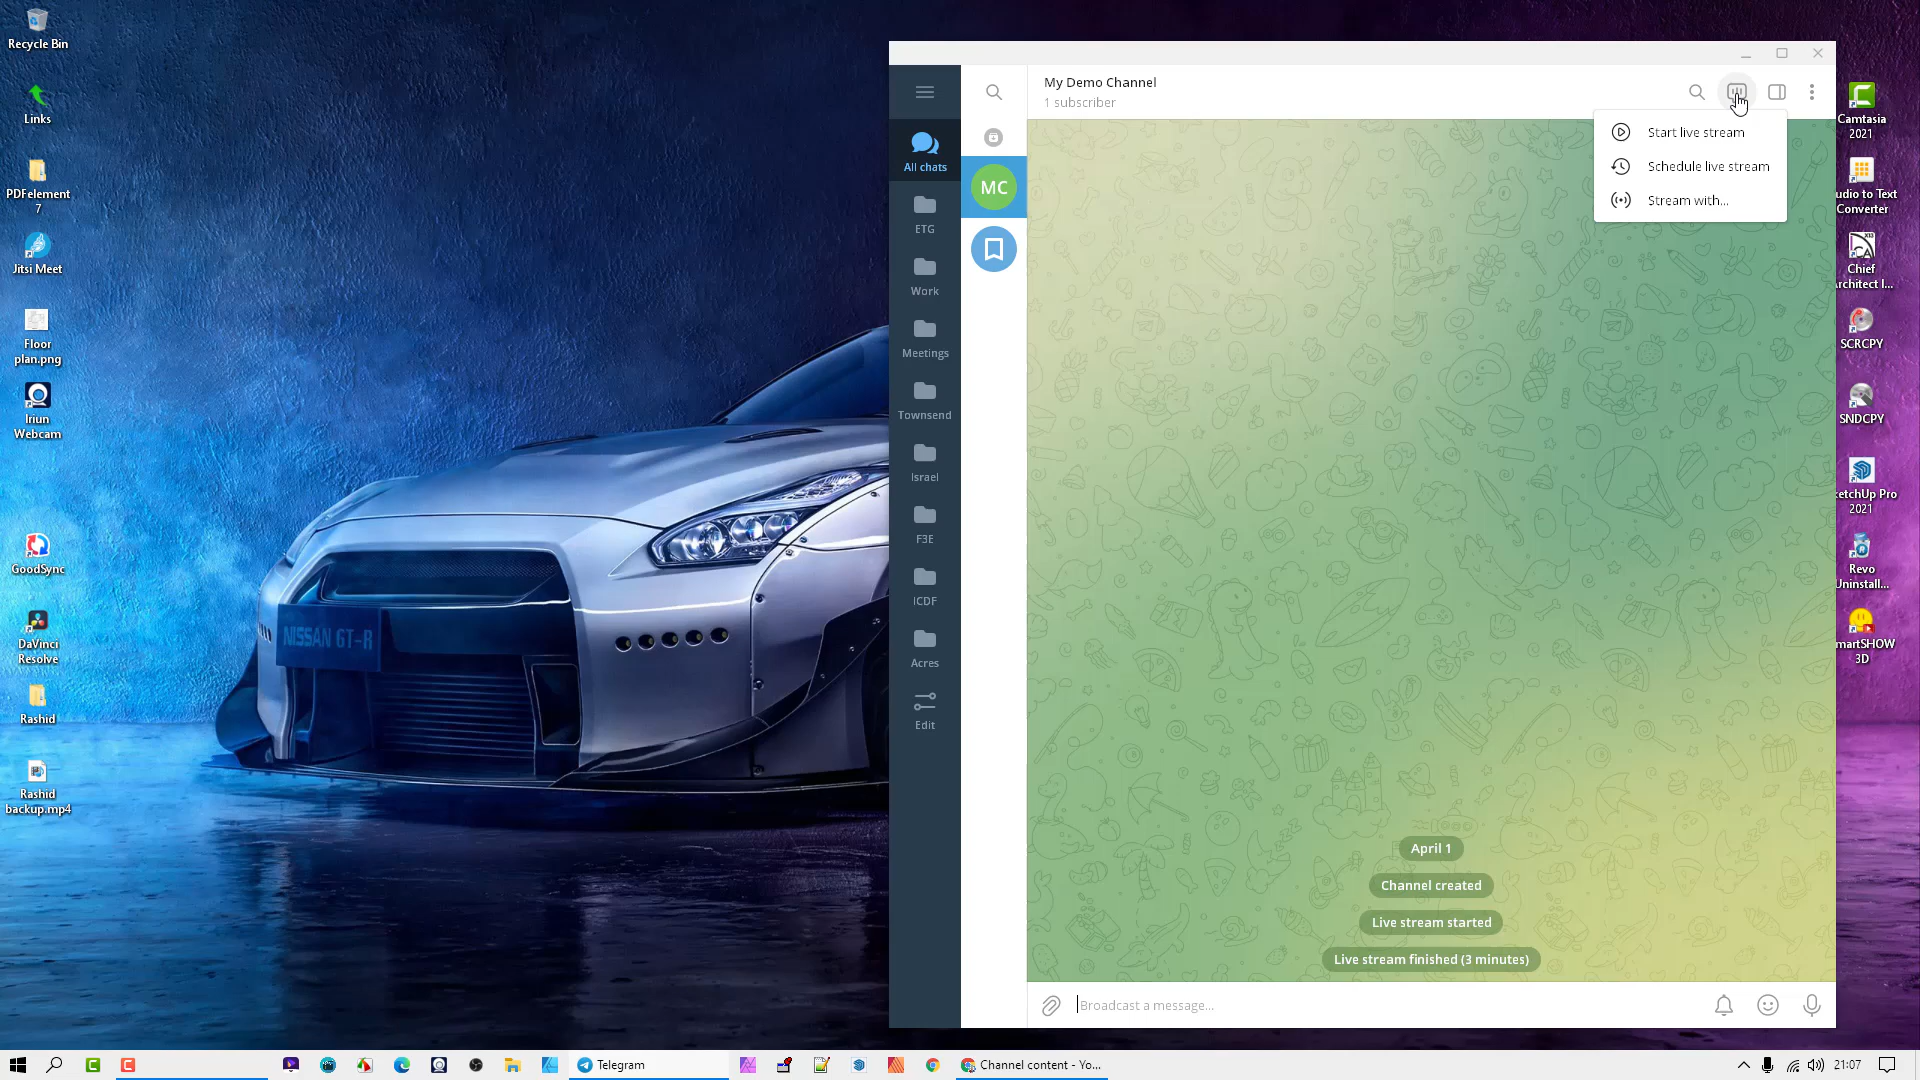 Recycle Bin
Links
PDFelement
7
Jitsi Meet
Floor
plan.png
Iriun
Webcam
GoodSync
DaVinci
Resolve
Rashid
Rashid
backup.mp4
NISSAN GT-R
All chats
ETG
Work
Meetings
Townsend
Israel
F3E
ICDF
Acres
Edit
MC
My Demo Channel
1 subscriber
Start live stream
Schedule live stream
Stream with...
April 1
Channel created
Live stream started
Live stream finished (3 minutes)
Broadcast a message...
Camtasia
2021
udio to Text
Converter
Chief
rchitect I...
SCRCPY
SNDCPY
ketchUp Pro
2021
Revo
Uninstall...
martSHOW
3D
Telegram
Channel content - Yo...
21:07